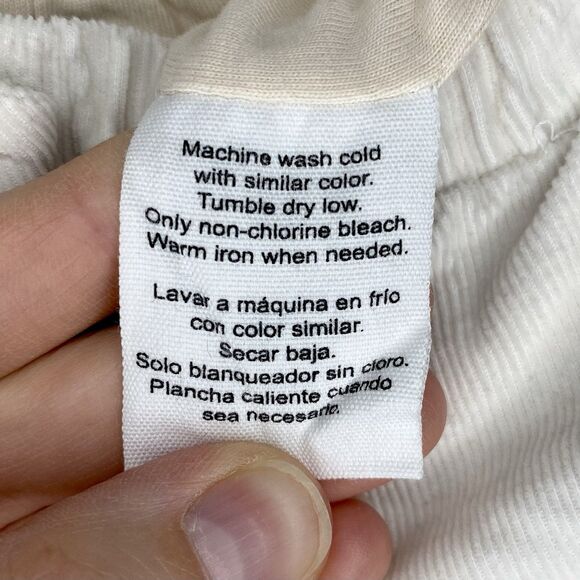 Machine wash cold
with similar color.
Tumble dry low.
Only non-chlorine bleach.
Warm iron when needed.
Lavar a máquina en frío
con color similar.
Secar baja.
Solo blanqueador sin cloro.
Plancha caliente cuando
sea necesario.